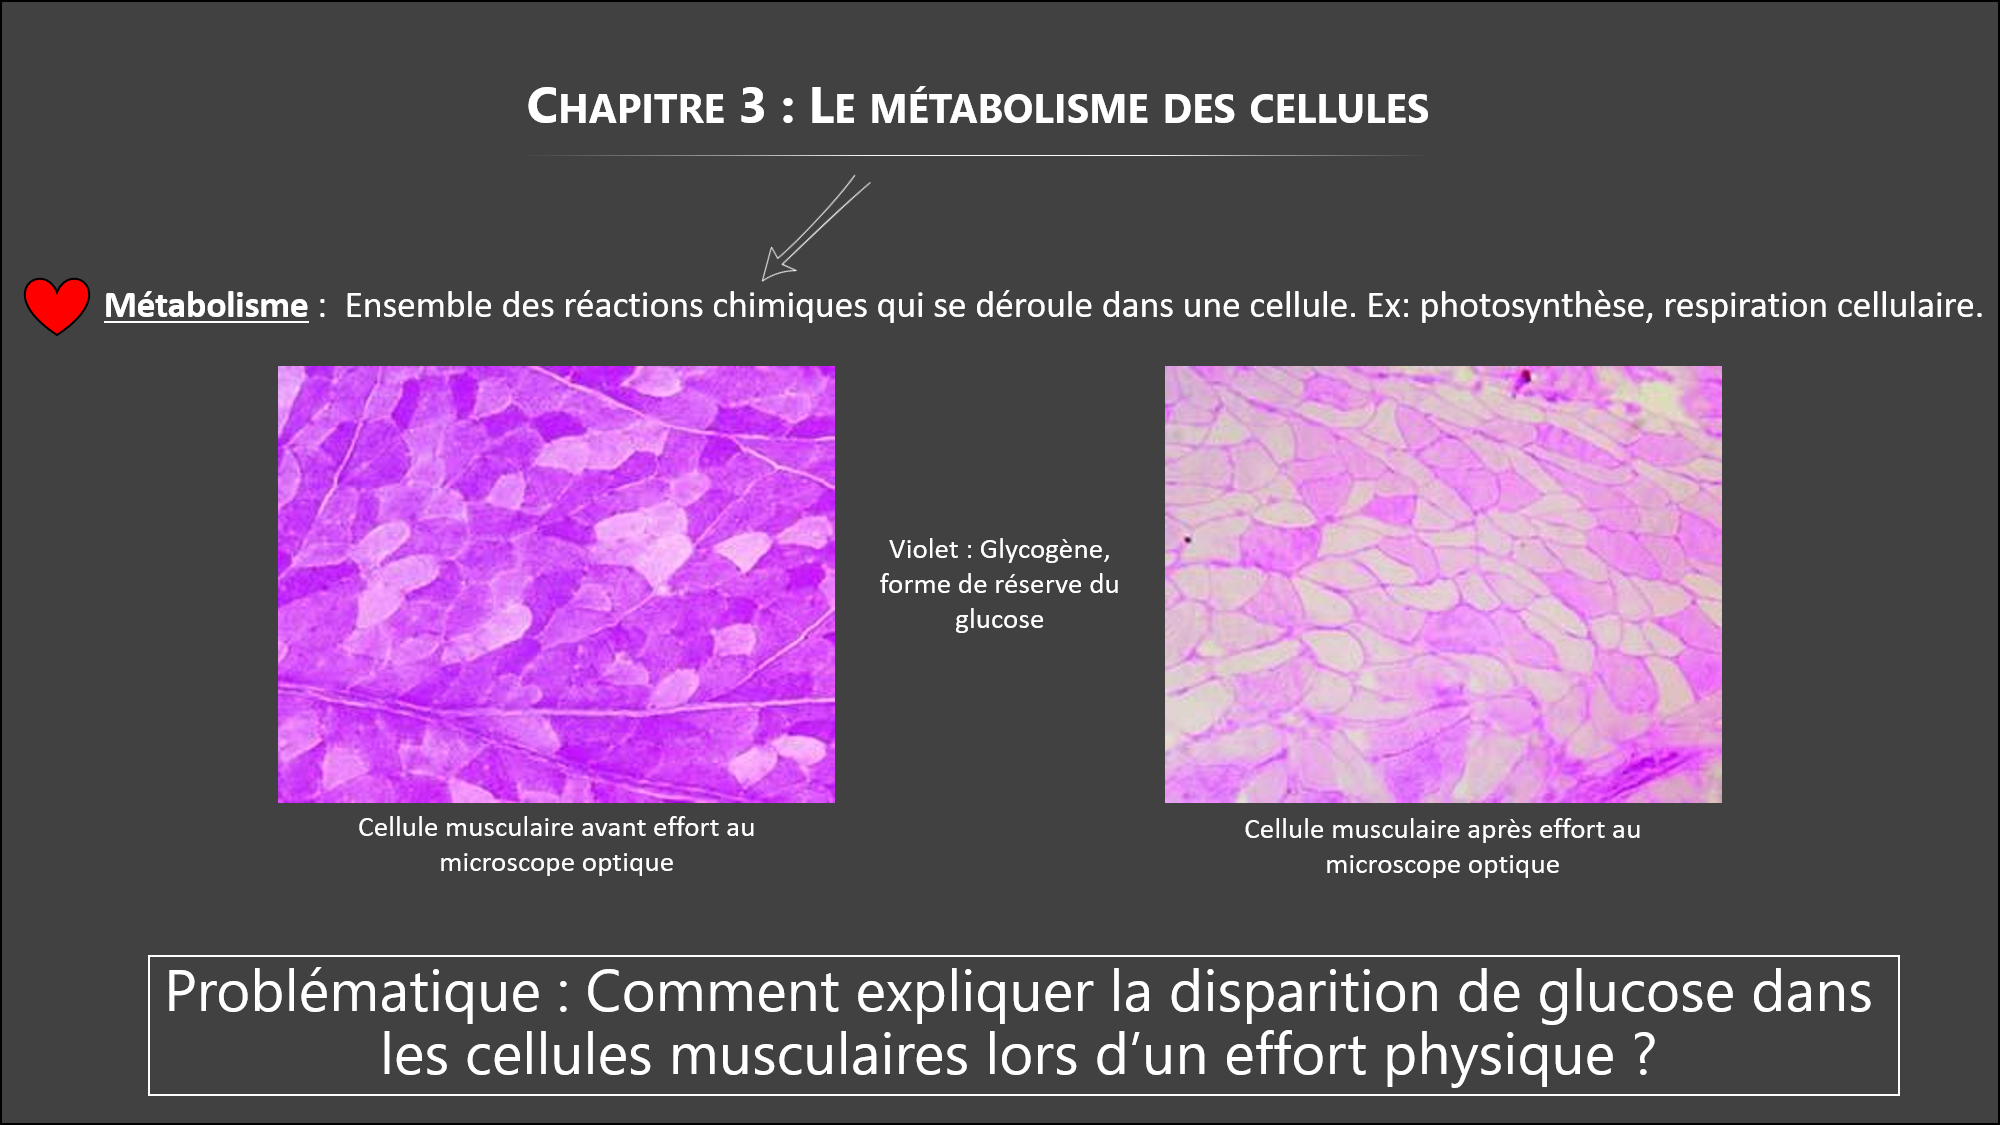 Chapitre 3 : Le métabolisme des cellules
Métabolisme : Ensemble des réactions chimiques qui se déroule dans une cellule. Ex: photosynthèse, respiration cellulaire.
Violet : Glycogène,
forme de réserve du
glucose
Cellule musculaire avant effort au
microscope optique
Cellule musculaire après effort au
microscope optique
Problématique : Comment expliquer la disparition de glucose dans
les cellules musculaires lors d’un effort physique ?